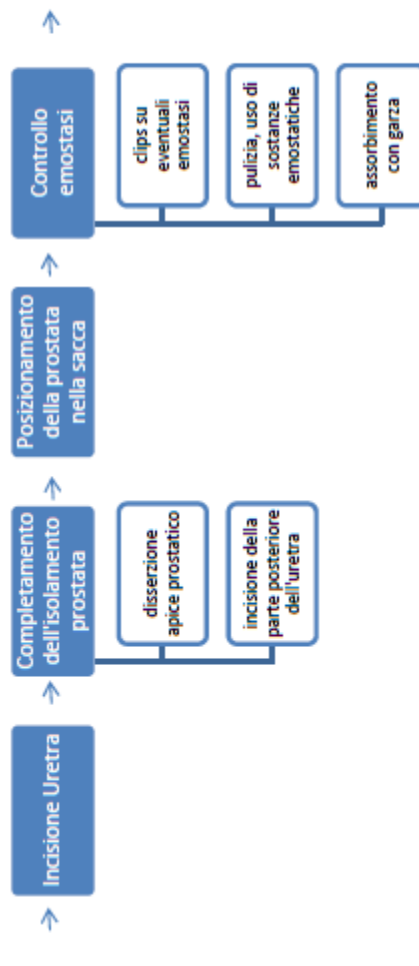 Incisione Uretra
Completamento
dell'isolamento
prostata
disserzione
apice prostatico
incisione della
parte posteriore
dell'uretra
Posizionamento
della prostata
nella sacca
Controllo
emostasi
clips su
eventuali
emostasi
pulizia, uso di
sostanze
emostatiche
assorbimento
con garza